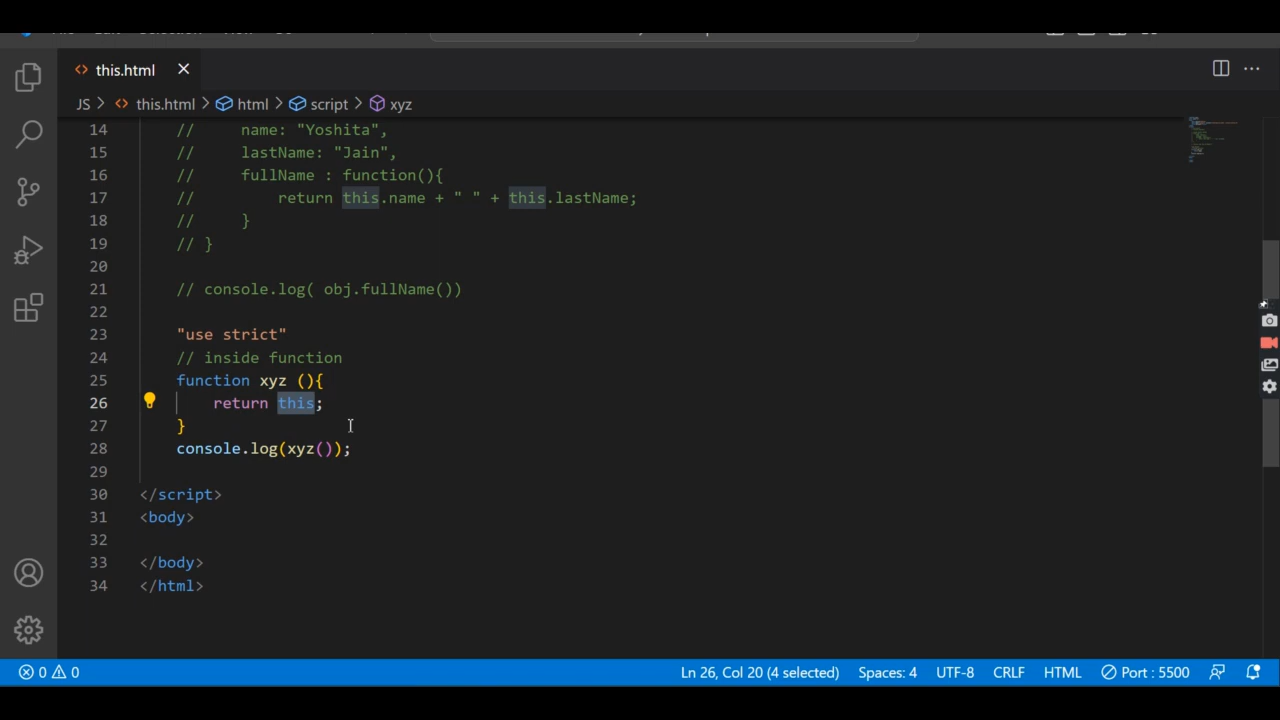 this.html
JS > this.html > html > script > xyz
14 // name: "Yoshita",
15 // lastName: "Jain",
16 // fullName : function(){
17 // return this.name + " " + this.lastName;
18 // }
19 // }
20
21 // console.log( obj.fullName())
22
23 "use strict"
24 // inside function
25 function xyz (){
26 return this;
27 }
28 console.log(xyz());
29
30 </script>
31 <body>
32
33 </body>
34 </html>
0 0 Ln 26, Col 20 (4 selected) Spaces: 4 UTF-8 CRLF HTML Port : 5500